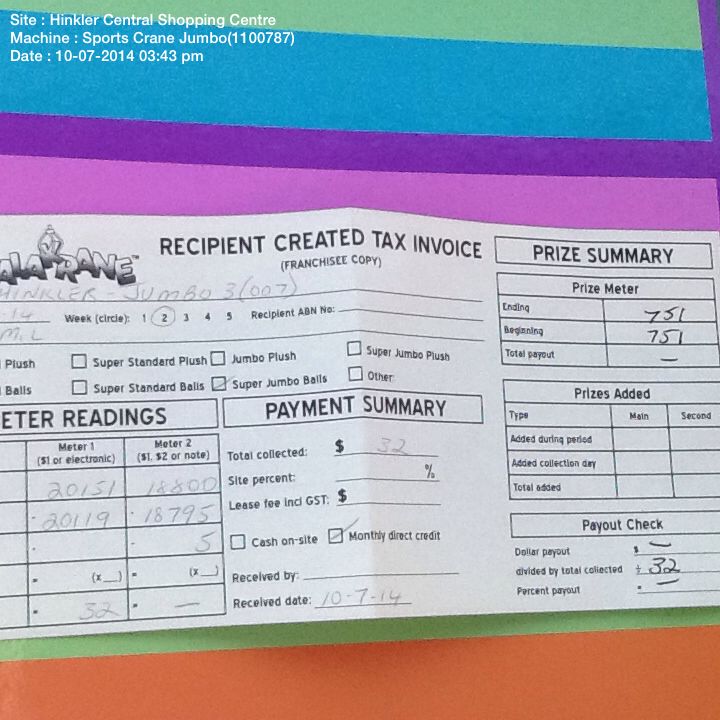 Site : Hinkler Central Shopping Centre
Machine : Sports Crane Jumbo(1100787)
Date : 10-07-2014 03:43 pm
RECIPIENT CREATED TAX INVOICE
(FRANCHISEE COPY)
HINKLER - JUMBO 3 (007)
-14 Week (circle): 1 2 3 4 5 Recipient ABN No:
M.L
Plush Super Standard Plush Jumbo Plush Super Jumbo Plush
Balls Super Standard Balls Super Jumbo Balls Other
ETER READINGS
Meter 1 Meter 2
($1 or electronic) ($1, $2 or note)
20151 18800
- 20119 - 18795
5
= (x__) = (x__)
= 32 = —
PAYMENT SUMMARY
Total collected: $ 32
Site percent: %
Lease fee incl GST: $
Cash on-site Monthly direct credit
Received by:
Received date: 10-7-14
PRIZE SUMMARY
Prize Meter
Ending 751
Beginning 751
Total payout —
Prizes Added
Type Main Second
Added during period
Added collection day
Total added
Payout Check
Dollar payout $ —
divided by total collected ÷ 32
Percent payout = —